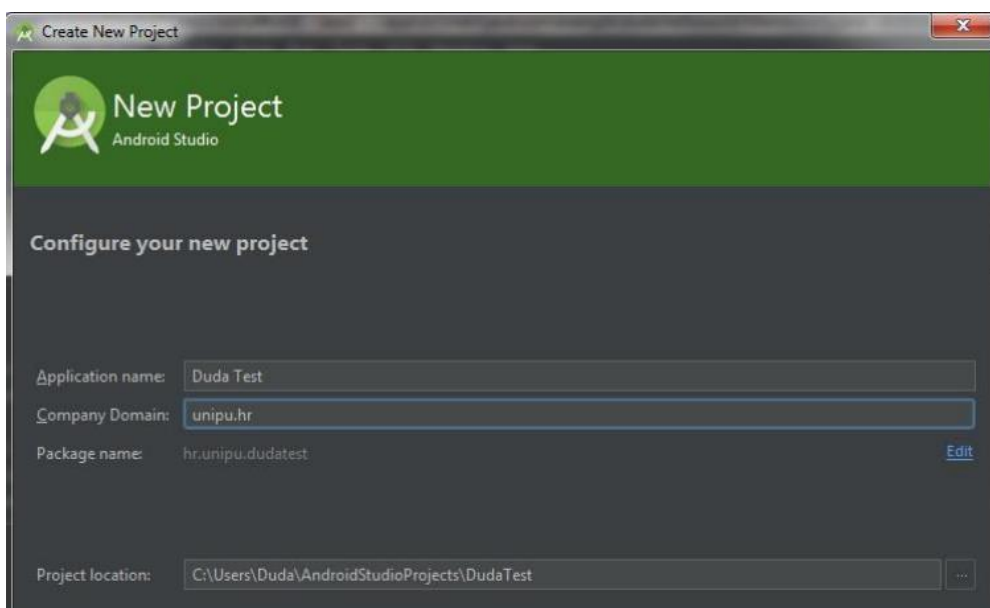 Create New Project
New Project
Android Studio
Configure your new project
Application name: Duda Test
Company Domain: unipu.hr
Package name: hr.unipu.dudatest Edit
Project location: C:\Users\Duda\AndroidStudioProjects\DudaTest ...